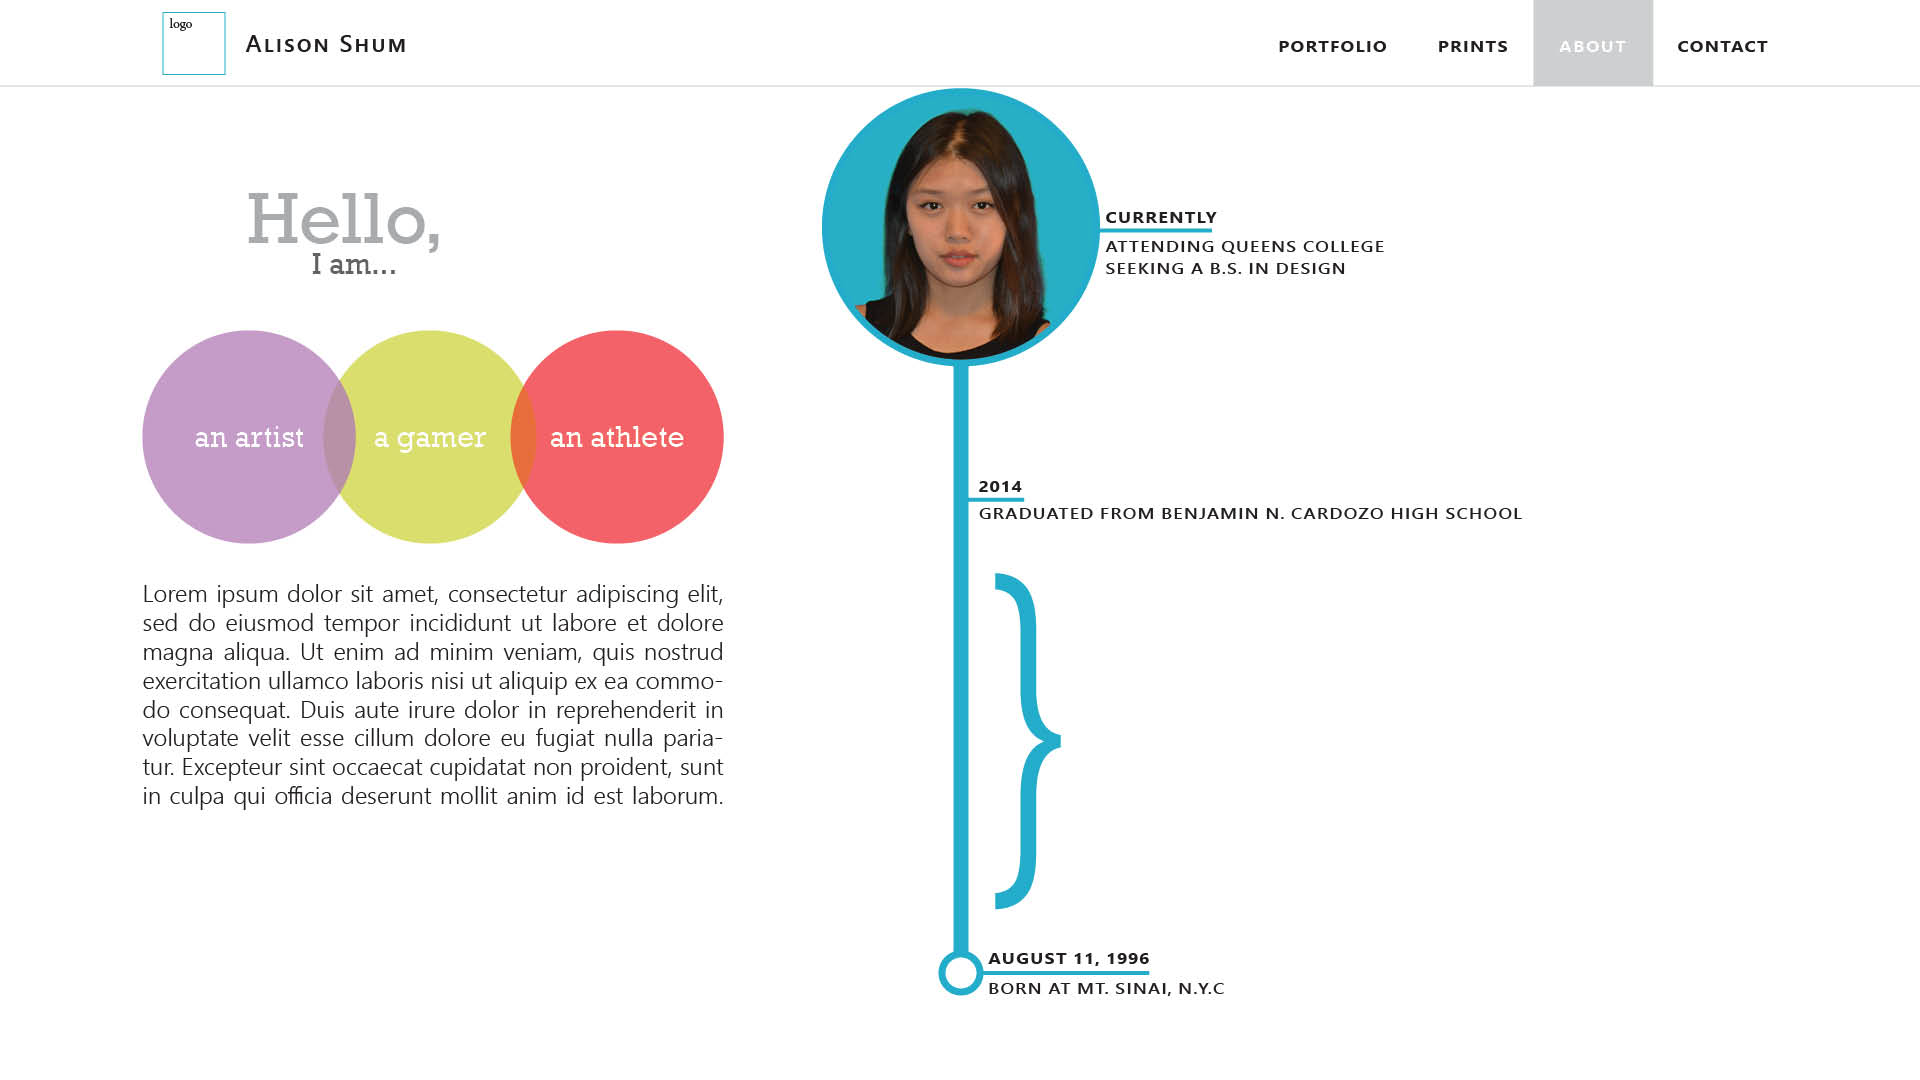 logo
Alison Shum
PORTFOLIO
PRINTS
ABOUT
CONTACT
Hello,
I am...
an artist
a gamer
an athlete
Lorem ipsum dolor sit amet, consectetur adipiscing elit,
sed do eiusmod tempor incididunt ut labore et dolore
magna aliqua. Ut enim ad minim veniam, quis nostrud
exercitation ullamco laboris nisi ut aliquip ex ea commo-
do consequat. Duis aute irure dolor in reprehenderit in
voluptate velit esse cillum dolore eu fugiat nulla paria-
tur. Excepteur sint occaecat cupidatat non proident, sunt
in culpa qui officia deserunt mollit anim id est laborum.
CURRENTLY
ATTENDING QUEENS COLLEGE
SEEKING A B.S. IN DESIGN
2014
GRADUATED FROM BENJAMIN N. CARDOZO HIGH SCHOOL
AUGUST 11, 1996
BORN AT MT. SINAI, N.Y.C